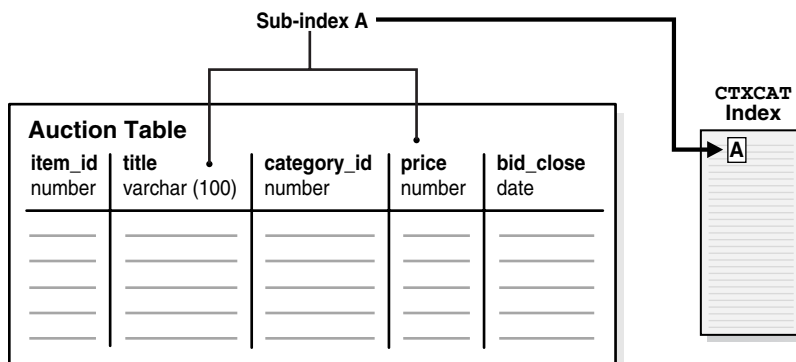 Sub-index A
CTXCAT
Index
A
Auction Table
item_id title category_id price bid_close
number varchar (100) number number date